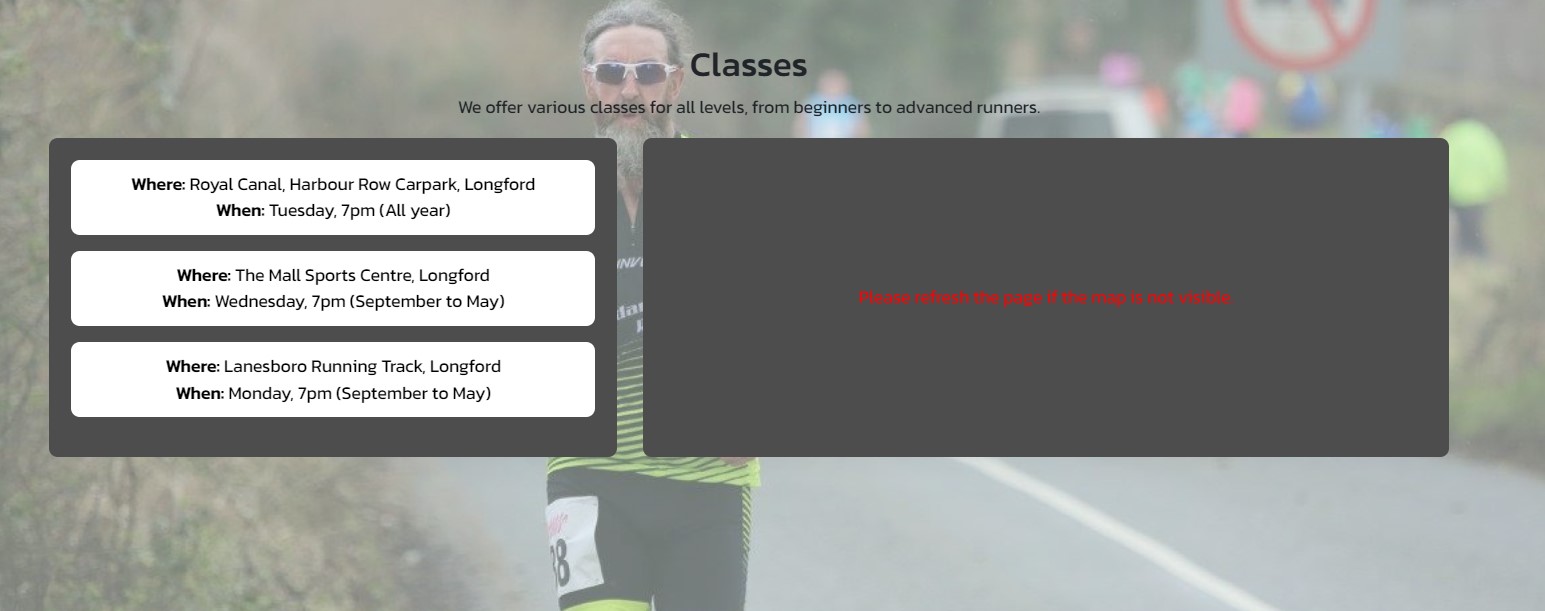 Classes
We offer various classes for all levels, from beginners to advanced runners.
Where: Royal Canal, Harbour Row Carpark, Longford
When: Tuesday, 7pm (All year)
Where: The Mall Sports Centre, Longford
When: Wednesday, 7pm (September to May)
Where: Lanesboro Running Track, Longford
When: Monday, 7pm (September to May)
Please refresh the page if the map is not visible.